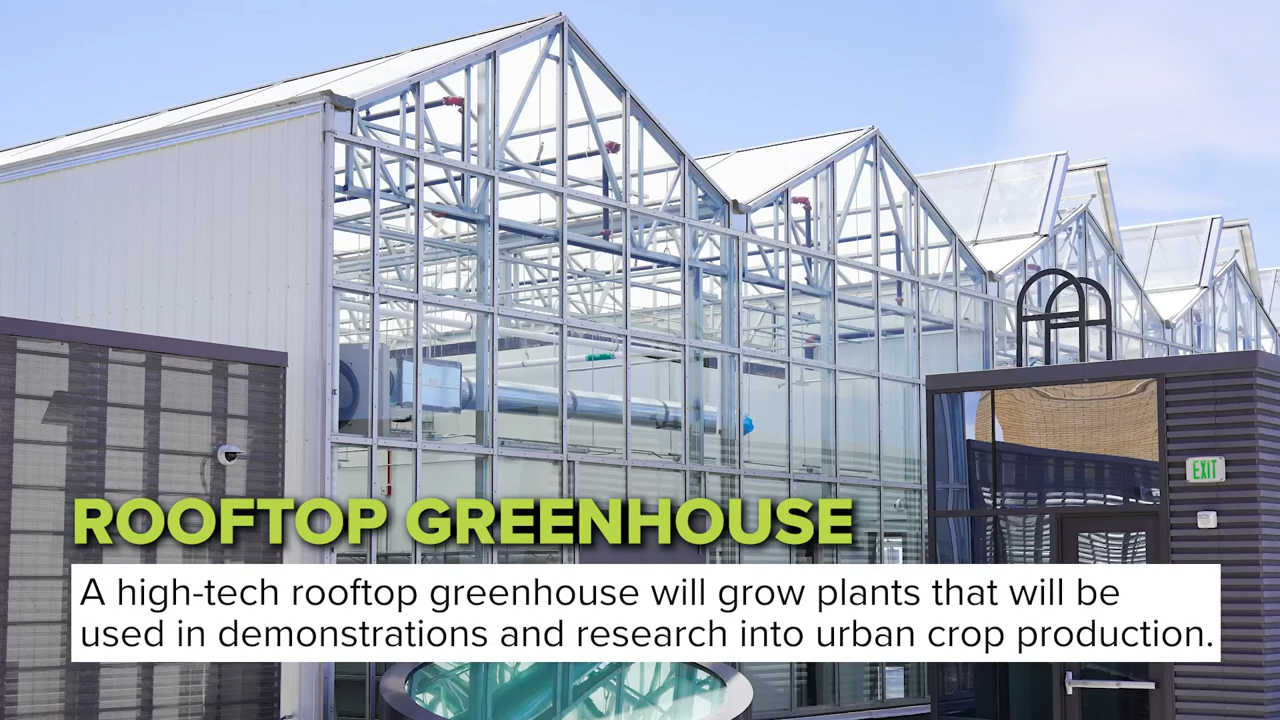 EXIT
ROOFTOP GREENHOUSE
A high-tech rooftop greenhouse will grow plants that will be
used in demonstrations and research into urban crop production.